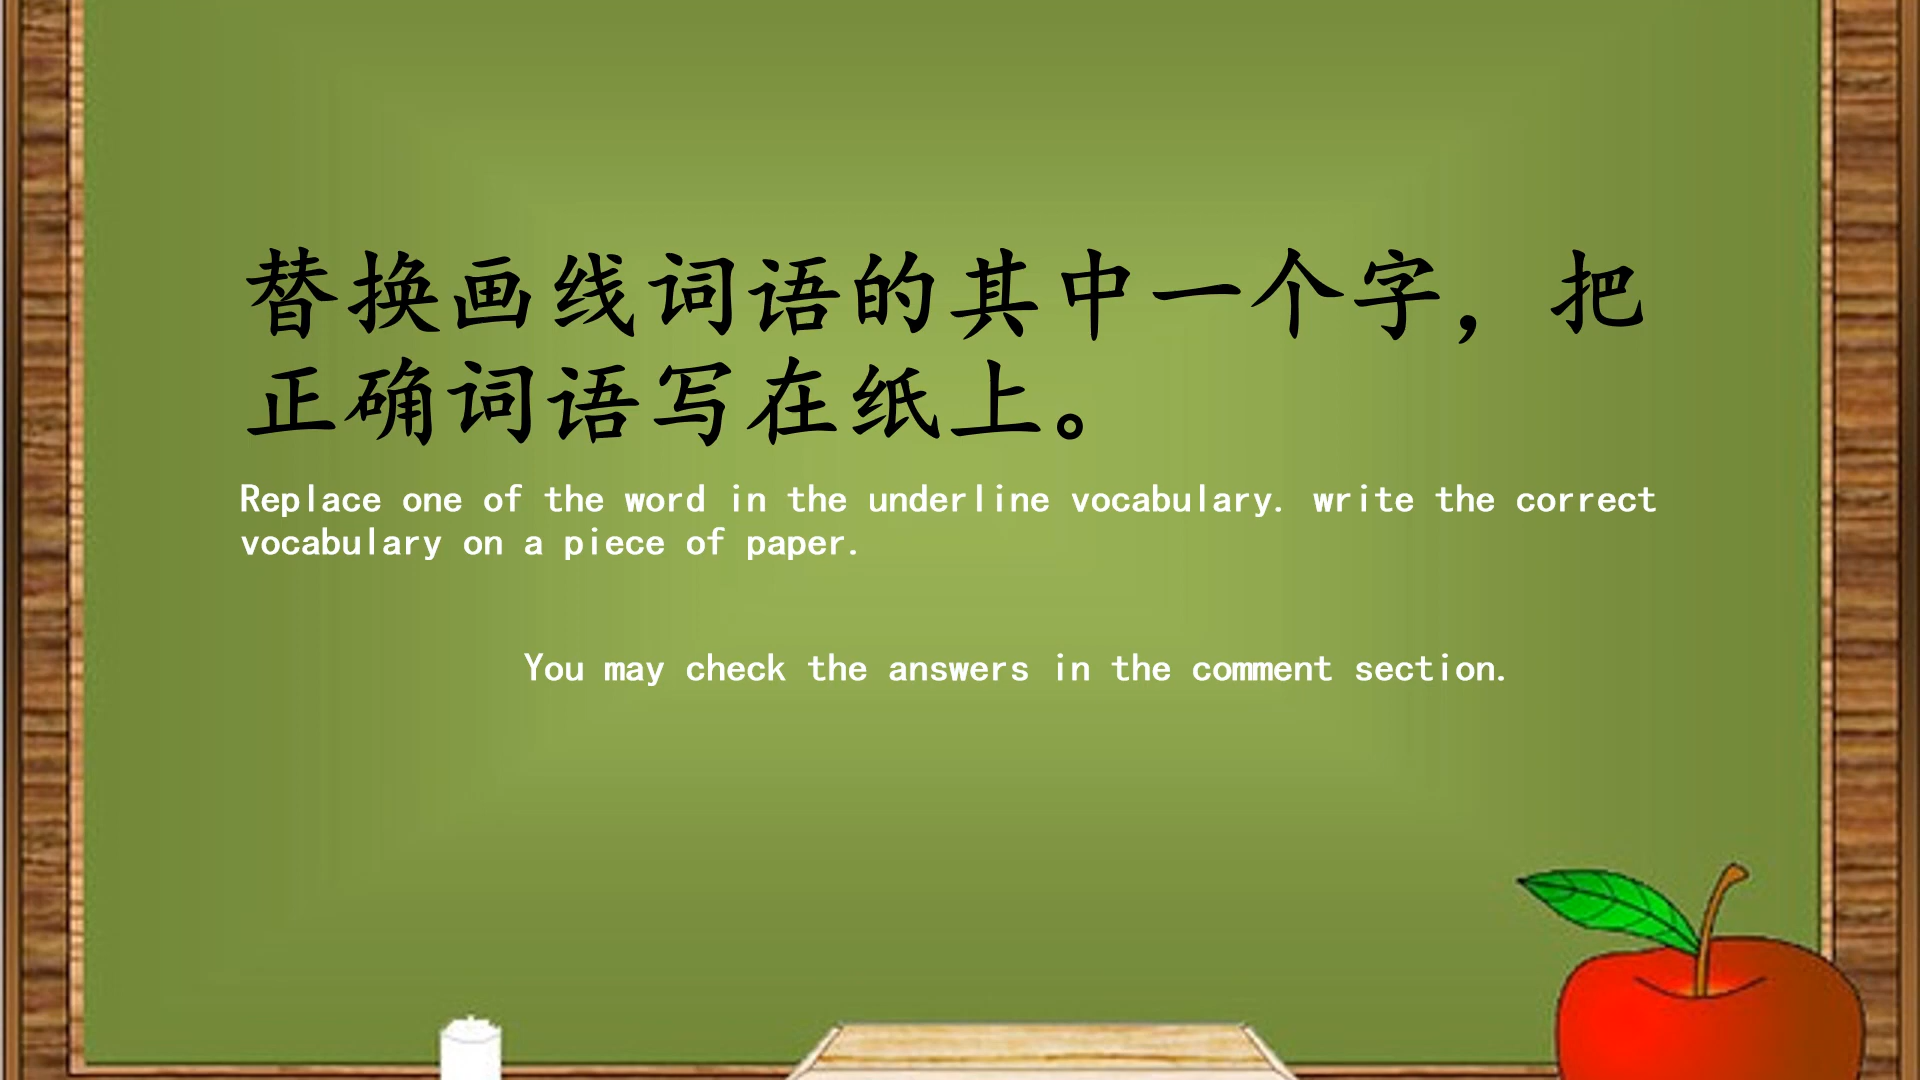 替换画线词语的其中一个字，把
正确词语写在纸上。
Replace one of the word in the underline vocabulary. write the correct
vocabulary on a piece of paper.
You may check the answers in the comment section.